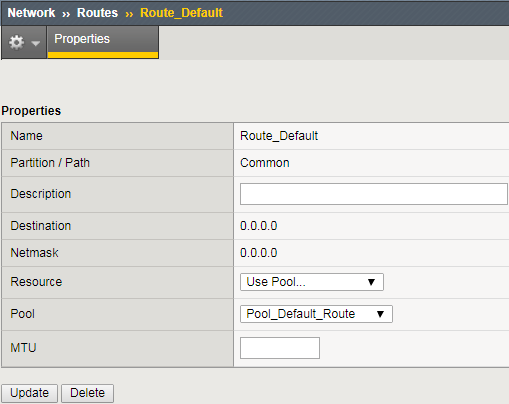 Network ›› Routes ›› Route_Default
Properties
Properties
Name Route_Default
Partition / Path Common
Description
Destination 0.0.0.0
Netmask 0.0.0.0
Resource Use Pool...
Pool Pool_Default_Route
MTU
Update Delete